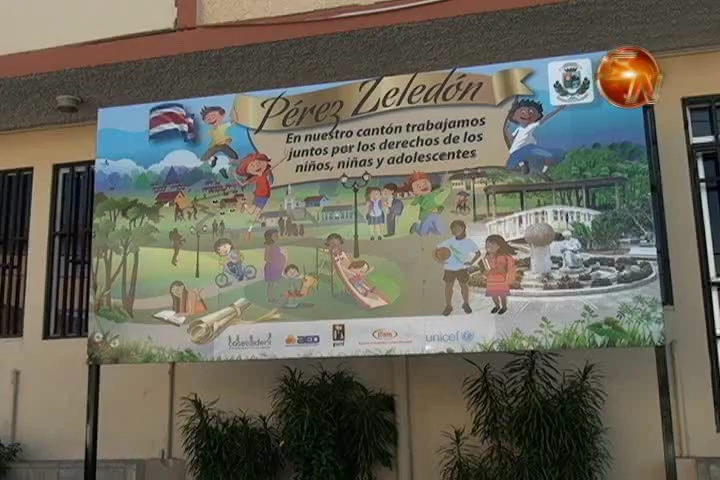 Pérez Zeledón
En nuestro cantón trabajamos
juntos por los derechos de los
niños, niñas y adolescentes
unicef